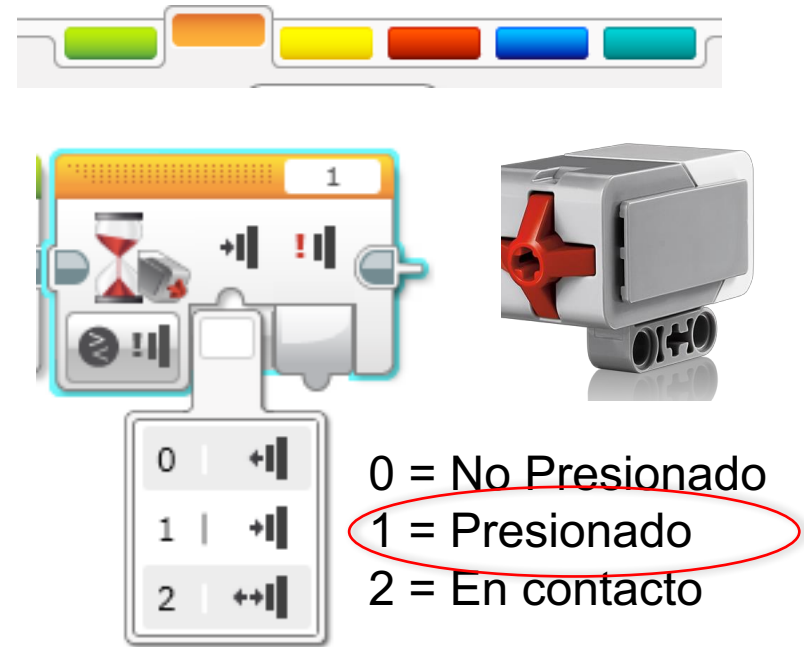 1
0
1
2
0 = No Presionado
1 = Presionado
2 = En contacto